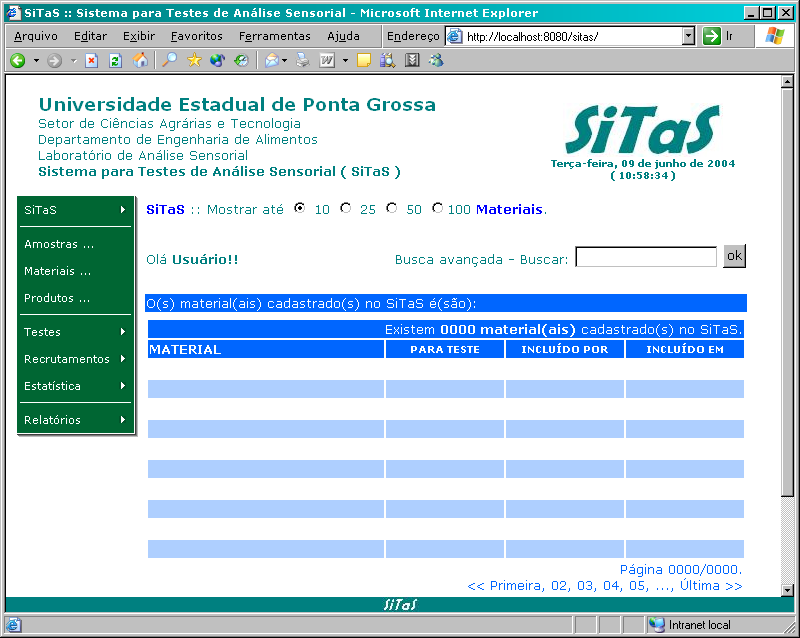 SiTaS :: Sistema para Testes de Análise Sensorial - Microsoft Internet Explorer
Arquivo Editar Exibir Favoritos Ferramentas Ajuda Endereço http://localhost:8080/sitas/ Ir
Universidade Estadual de Ponta Grossa
Setor de Ciências Agrárias e Tecnologia
Departamento de Engenharia de Alimentos
Laboratório de Análise Sensorial
Sistema para Testes de Análise Sensorial ( SiTaS )
SiTaS
Terça-feira, 09 de junho de 2004
( 10:58:34 )
SiTaS
Amostras ...
Materiais ...
Produtos ...
Testes
Recrutamentos
Estatística
Relatórios
SiTaS :: Mostrar até 10 25 50 100 Materiais.
Olá Usuário!! Busca avançada - Buscar: ok
O(s) material(ais) cadastrado(s) no SiTaS é(são):
Existem 0000 material(ais) cadastrado(s) no SiTaS.
MATERIAL PARA TESTE INCLUÍDO POR INCLUÍDO EM
Página 0000/0000.
<< Primeira, 02, 03, 04, 05, ..., Última >>
SiTaS
Intranet local